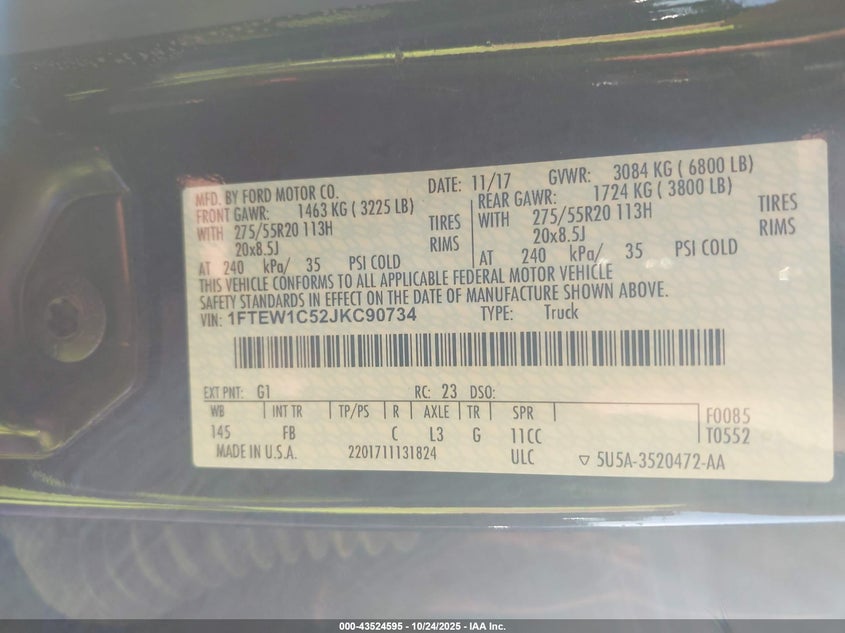 MFD. BY FORD MOTOR CO. DATE: 11/17 GVWR: 3084 KG ( 6800 LB)
FRONT GAWR: 1463 KG ( 3225 LB) REAR GAWR: 1724 KG ( 3800 LB)
WITH 275/55R20 113H TIRES WITH 275/55R20 113H TIRES
20x8.5J RIMS 20x8.5J RIMS
AT 240 kPa/ 35 PSI COLD AT 240 kPa/ 35 PSI COLD
THIS VEHICLE CONFORMS TO ALL APPLICABLE FEDERAL MOTOR VEHICLE
SAFETY STANDARDS IN EFFECT ON THE DATE OF MANUFACTURE SHOWN ABOVE.
VIN: 1FTEW1C52JKC90734 TYPE: Truck
EXT PNT: G1 RC: 23 DSO:
WB INT TR TP/PS R AXLE TR SPR F0085
145 FB C L3 G 11CC T0552
MADE IN U.S.A. 2201711131824 ULC ▽ 5U5A-3520472-AA
000-43524595 - 10/24/2025 - IAA Inc.